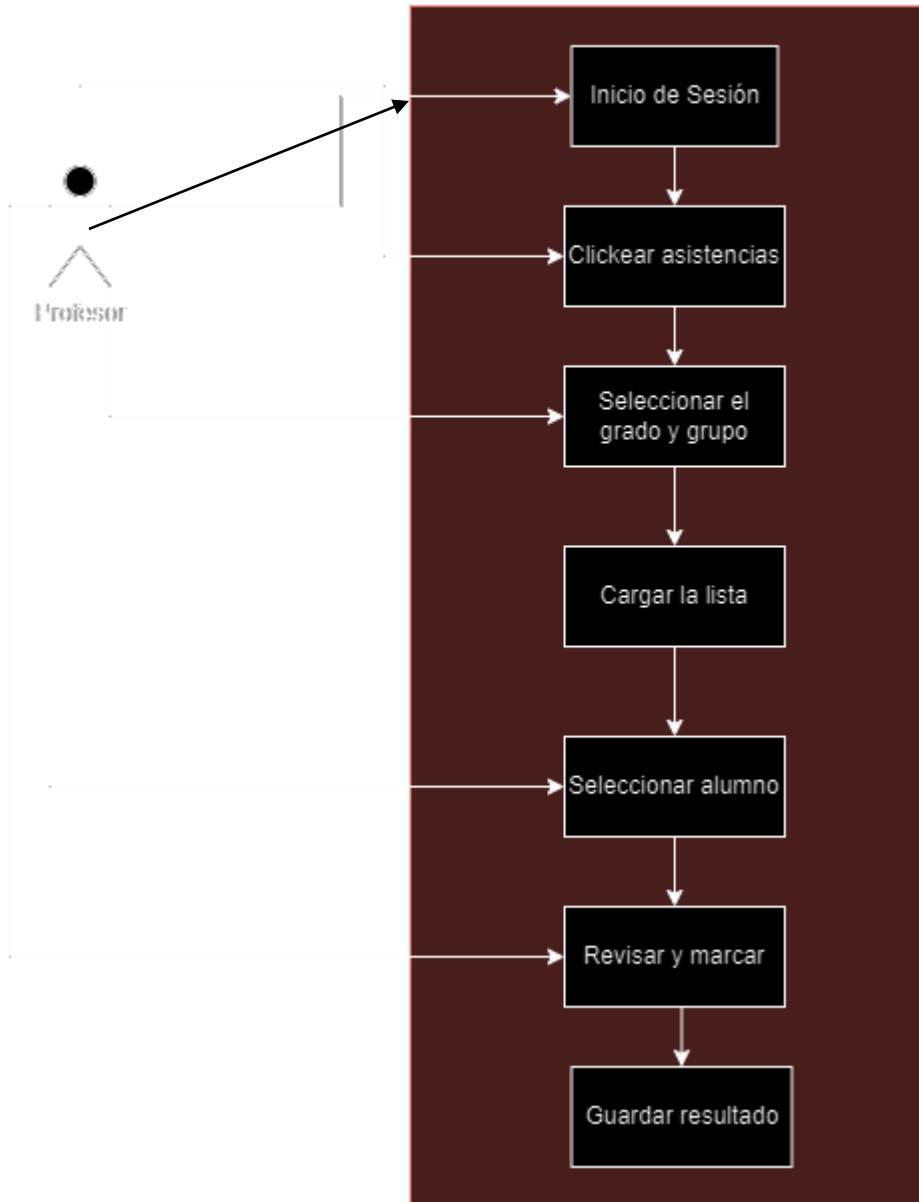 Inicio de Sesión
Clickear asistencias
Profesor
Seleccionar el
grado y grupo
Cargar la lista
Seleccionar alumno
Revisar y marcar
Guardar resultado